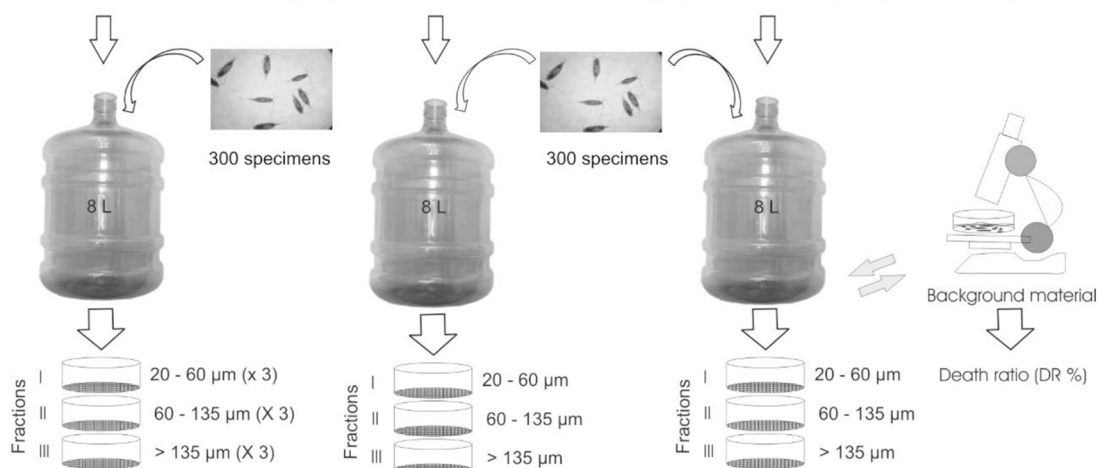 300 specimens
300 specimens
8 L
8 L
8 L
Background material
Fractions
I
20 - 60 µm (x 3)
II
60 - 135 µm (X 3)
III
> 135 µm (X 3)
Fractions
I
20 - 60 µm
II
60 - 135 µm
III
> 135 µm
Fractions
I
20 - 60 µm
II
60 - 135 µm
III
> 135 µm
Death ratio (DR %)